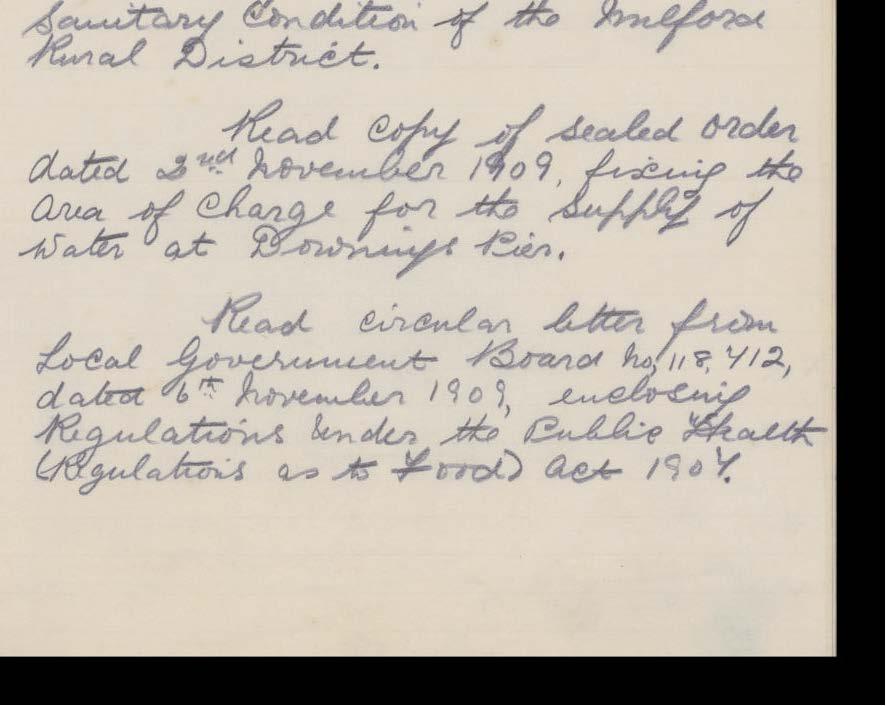 Sanitary Condition of the Milford
Rural District.
Read copy of sealed order
dated 2nd November 1909, fixing the
Area of Charge for the Supply of
Water at Downings Pier.
Read circular letter from
Local Government Board No, 118,712,
dated 6th November 1909, enclosing
Regulations Under the Public Health
(Regulations as to Food) Act 1907.